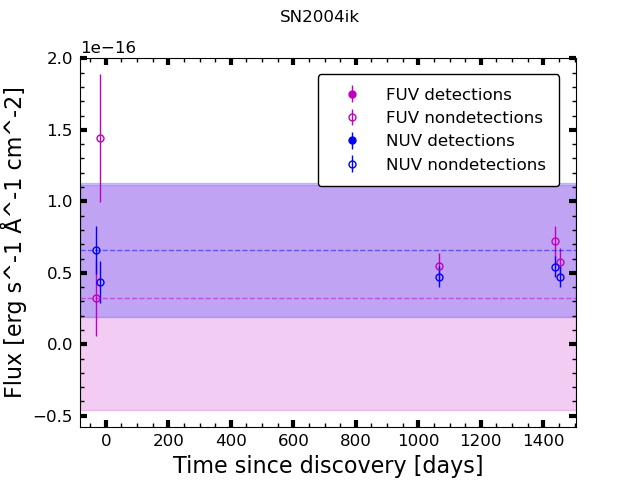 SN2004ik
1e−16
2.0
1.5
1.0
0.5
0.0
−0.5
Flux [erg s^-1 Å^-1 cm^-2]
FUV detections
FUV nondetections
NUV detections
NUV nondetections
0 200 400 600 800 1000 1200 1400
Time since discovery [days]